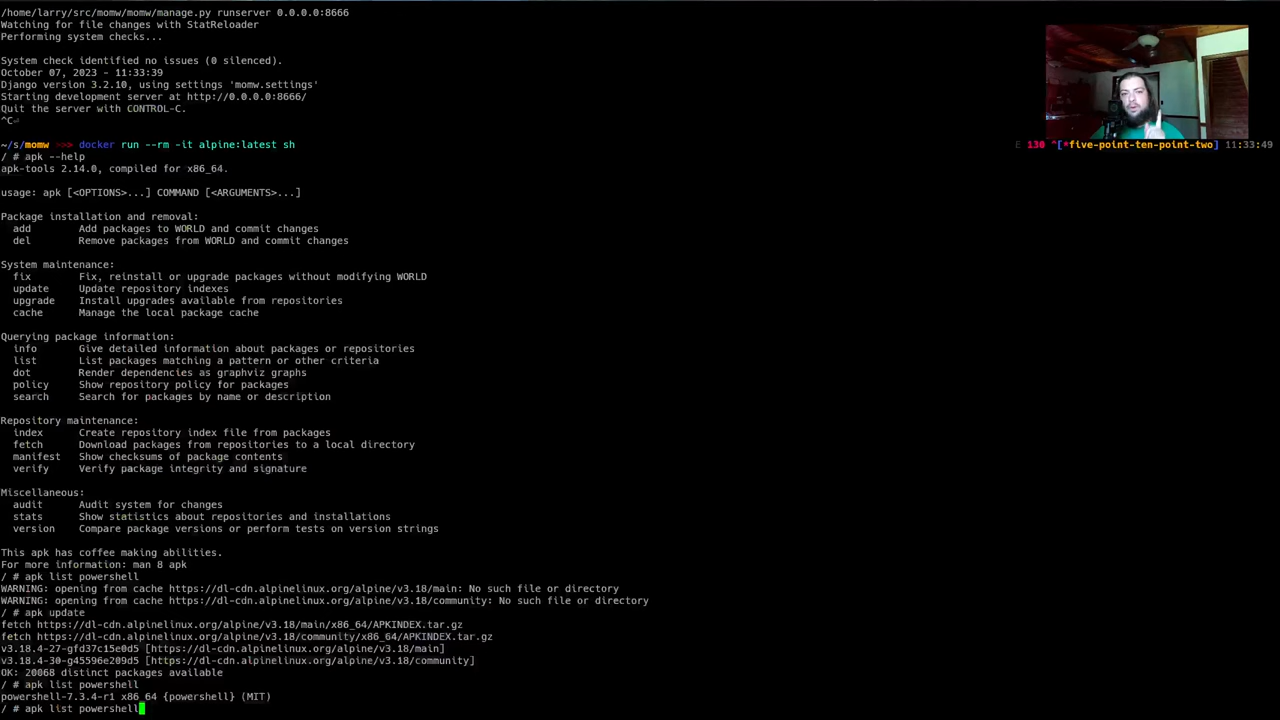 /home/larry/src/momw/momw/manage.py runserver 0.0.0.0:8666
Watching for file changes with StatReloader
Performing system checks...
System check identified no issues (0 silenced).
October 07, 2023 - 11:33:39
Django version 3.2.10, using settings 'momw.settings'
Starting development server at http://0.0.0.0:8666/
Quit the server with CONTROL-C.
^C⏎
~/s/momw >>> docker run --rm -it alpine:latest sh E 130 ^[*five-point-ten-point-two] 11:33:49
/ # apk --help
apk-tools 2.14.0, compiled for x86_64.
usage: apk [<OPTIONS>...] COMMAND [<ARGUMENTS>...]
Package installation and removal:
add Add packages to WORLD and commit changes
del Remove packages from WORLD and commit changes
System maintenance:
fix Fix, reinstall or upgrade packages without modifying WORLD
update Update repository indexes
upgrade Install upgrades available from repositories
cache Manage the local package cache
Querying package information:
info Give detailed information about packages or repositories
list List packages matching a pattern or other criteria
dot Render dependencies as graphviz graphs
policy Show repository policy for packages
search Search for packages by name or description
Repository maintenance:
index Create repository index file from packages
fetch Download packages from repositories to a local directory
manifest Show checksums of package contents
verify Verify package integrity and signature
Miscellaneous:
audit Audit system for changes
stats Show statistics about repositories and installations
version Compare package versions or perform tests on version strings
This apk has coffee making abilities.
For more information: man 8 apk
/ # apk list powershell
WARNING: opening from cache https://dl-cdn.alpinelinux.org/alpine/v3.18/main: No such file or directory
WARNING: opening from cache https://dl-cdn.alpinelinux.org/alpine/v3.18/community: No such file or directory
/ # apk update
fetch https://dl-cdn.alpinelinux.org/alpine/v3.18/main/x86_64/APKINDEX.tar.gz
fetch https://dl-cdn.alpinelinux.org/alpine/v3.18/community/x86_64/APKINDEX.tar.gz
v3.18.4-27-gfd37c15e0d5 [https://dl-cdn.alpinelinux.org/alpine/v3.18/main]
v3.18.4-30-g45596e209d5 [https://dl-cdn.alpinelinux.org/alpine/v3.18/community]
OK: 20068 distinct packages available
/ # apk list powershell
powershell-7.3.4-r1 x86_64 {powershell} (MIT)
/ # apk list powershell